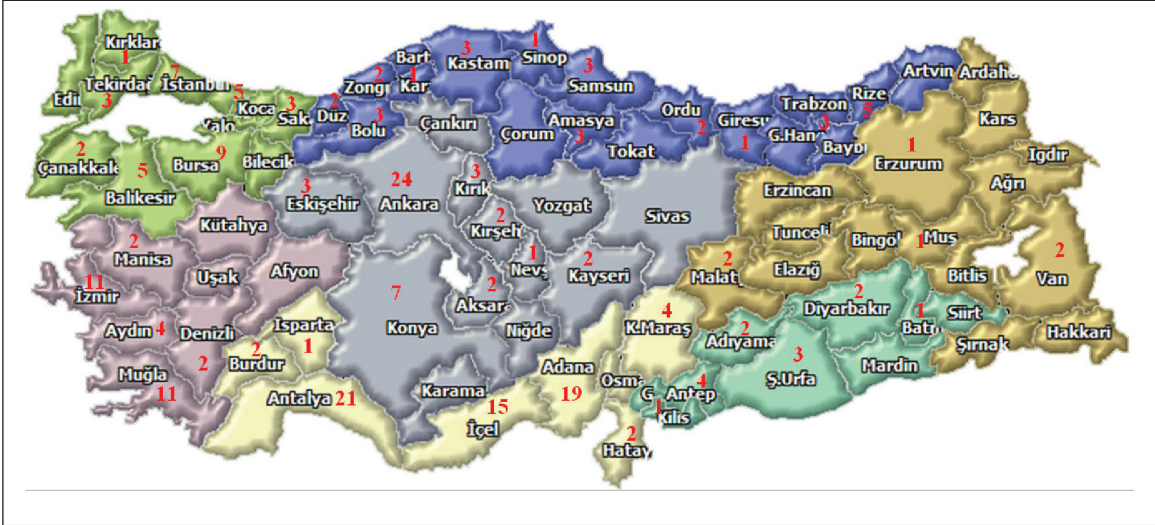 Kırklar
1
Tekirdağ
3
Edi
7
İstanbul
5
Koca
Yalo
3
Sak
2
Düz
3
Bolu
2
Zongu
Bart
1
Kar
3
Kastam
1
Sinop
3
Samsun
Çankırı
Çorum
Amasya
3
Tokat
Ordu
2
Giresu
1
Trabzon
G.Hane
3
Bayb
Rize
5
Artvin
Ardaha
Kars
1
Erzurum
Igdır
Ağrı
2
Çanakkale
5
Balıkesir
9
Bursa
Bilecik
3
Eskişehir
24
Ankara
3
Kırık
2
Kırşeh
Yozgat
Sivas
Erzincan
Tunceli
Bingöl
1
Muş
Kütahya
2
Manisa
Uşak
Afyon
11
İzmir
7
Konya
2
Aksara
1
Nevş
2
Kayseri
2
Malat
Elazığ
Bitlis
2
Van
Aydın 4
Denizli
2
Isparta
1
2
Burdur
Niğde
4
K.Maraş
2
Adıyama
2
Diyarbakır
1
Batı
Siirt
Şırnak
Hakkari
Muğla
11
Antalya 21
Karama
15
İçel
Adana
19
Osma
G
4
Antep
1
Kilis
3
Ş.Urfa
Mardin
2
Hatay